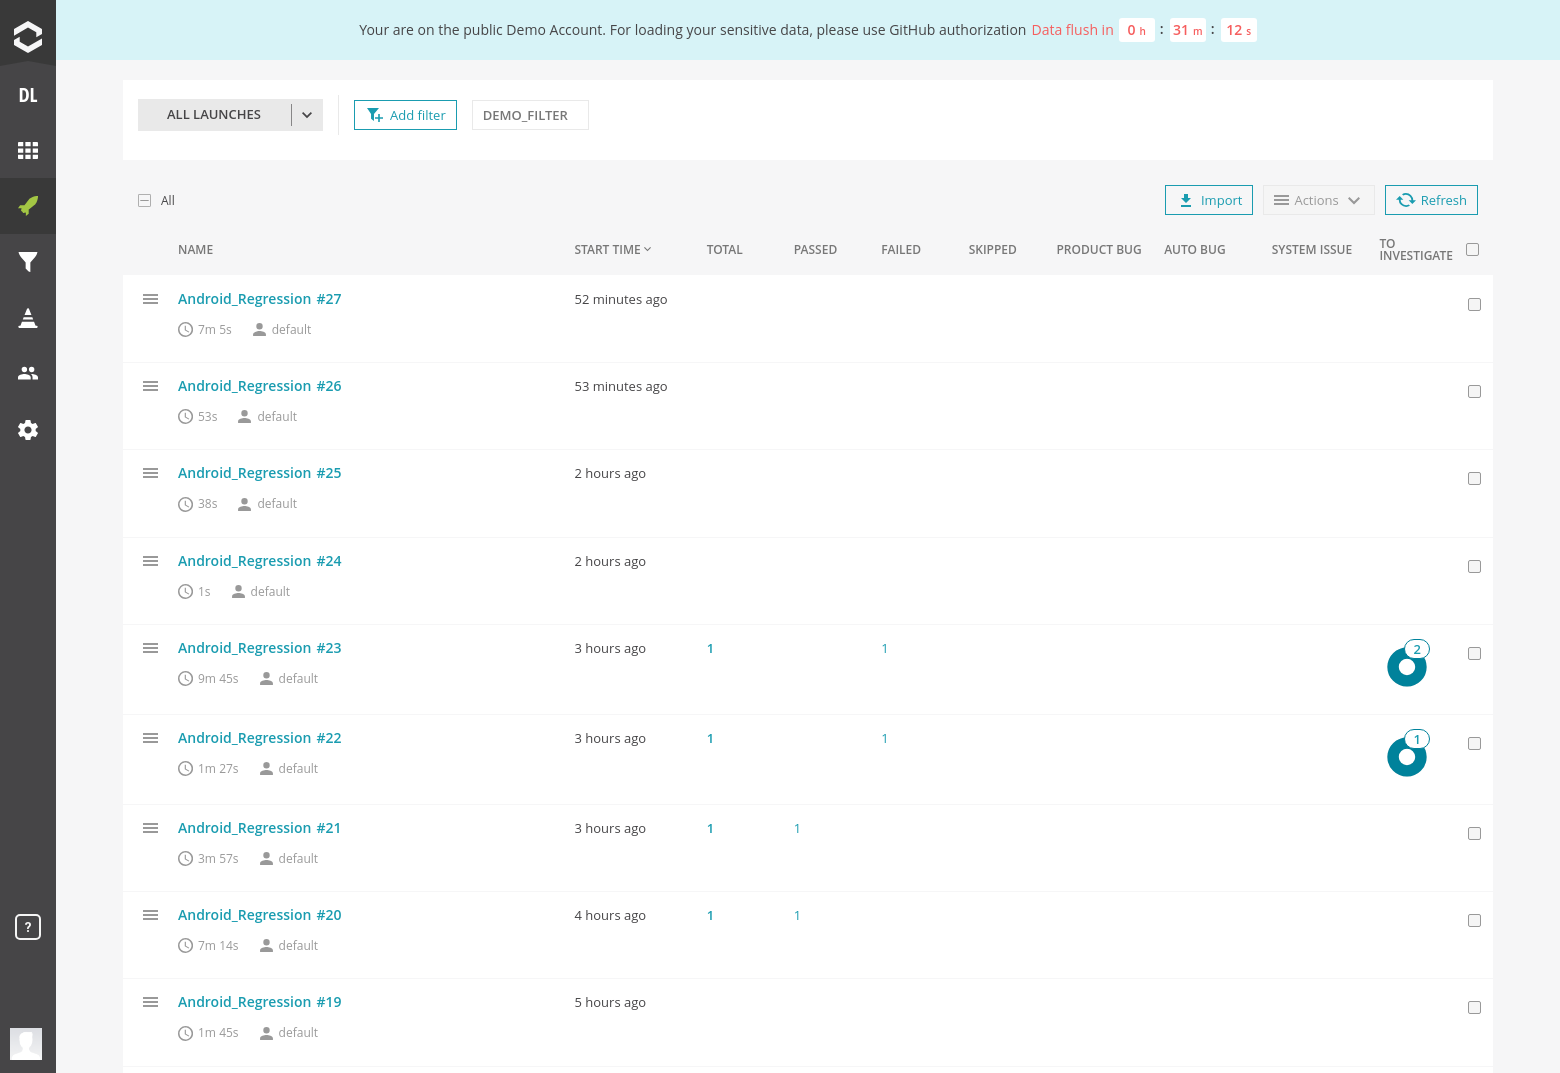 Your are on the public Demo Account. For loading your sensitive data, please use GitHub authorization Data flush in 0 h : 31 m : 12 s
DL
ALL LAUNCHES
Add filter
DEMO_FILTER
All
Import
Actions
Refresh
NAME START TIME TOTAL PASSED FAILED SKIPPED PRODUCT BUG AUTO BUG SYSTEM ISSUE TO INVESTIGATE
Android_Regression #27 52 minutes ago
7m 5s default
Android_Regression #26 53 minutes ago
53s default
Android_Regression #25 2 hours ago
38s default
Android_Regression #24 2 hours ago
1s default
Android_Regression #23 3 hours ago 1 1 2
9m 45s default
Android_Regression #22 3 hours ago 1 1 1
1m 27s default
Android_Regression #21 3 hours ago 1 1
3m 57s default
Android_Regression #20 4 hours ago 1 1
7m 14s default
?
Android_Regression #19 5 hours ago
1m 45s default